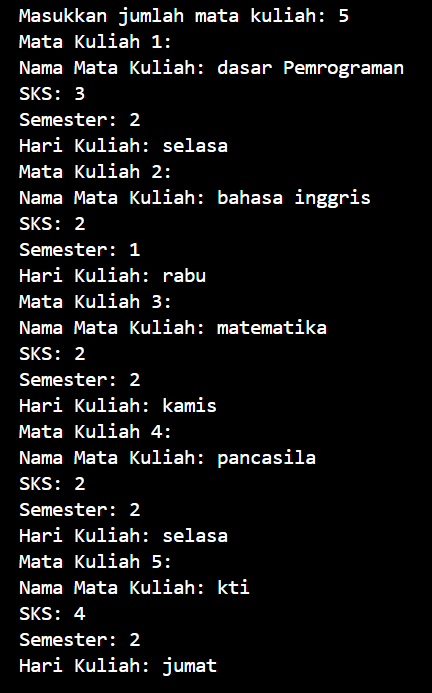 Masukkan jumlah mata kuliah: 5
Mata Kuliah 1:
Nama Mata Kuliah: dasar Pemrograman
SKS: 3
Semester: 2
Hari Kuliah: selasa
Mata Kuliah 2:
Nama Mata Kuliah: bahasa inggris
SKS: 2
Semester: 1
Hari Kuliah: rabu
Mata Kuliah 3:
Nama Mata Kuliah: matematika
SKS: 2
Semester: 2
Hari Kuliah: kamis
Mata Kuliah 4:
Nama Mata Kuliah: pancasila
SKS: 2
Semester: 2
Hari Kuliah: selasa
Mata Kuliah 5:
Nama Mata Kuliah: kti
SKS: 4
Semester: 2
Hari Kuliah: jumat